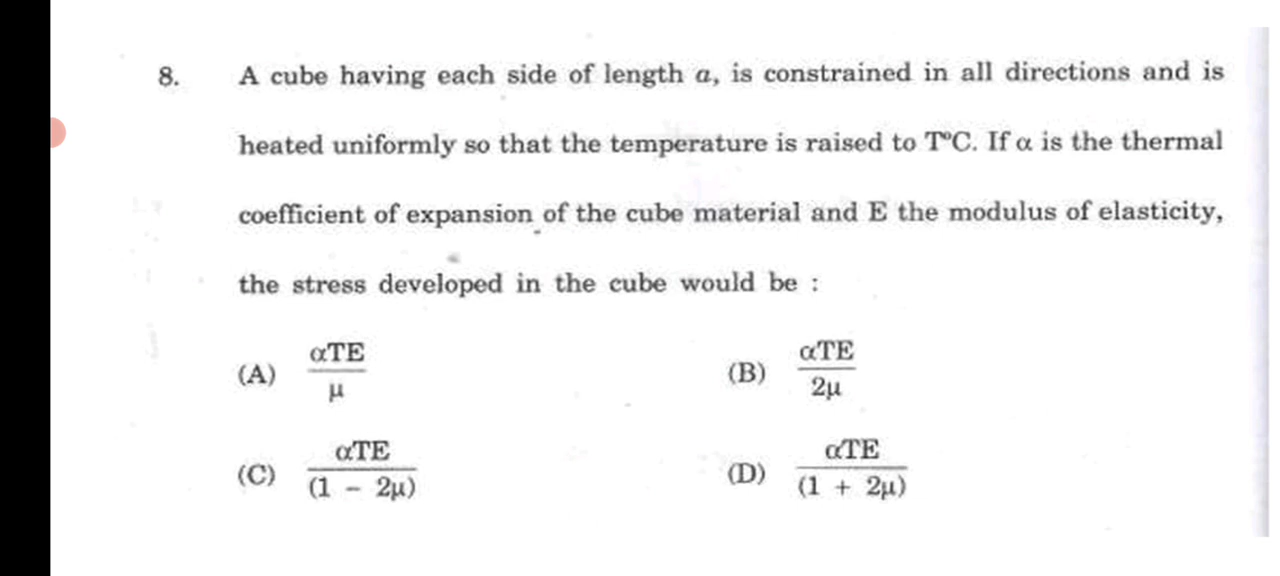 8. A cube having each side of length a, is constrained in all directions and is
heated uniformly so that the temperature is raised to T°C. If α is the thermal
coefficient of expansion of the cube material and E the modulus of elasticity,
the stress developed in the cube would be :
(A) αTE/μ (B) αTE/2μ
(C) αTE/(1 - 2μ) (D) αTE/(1 + 2μ)